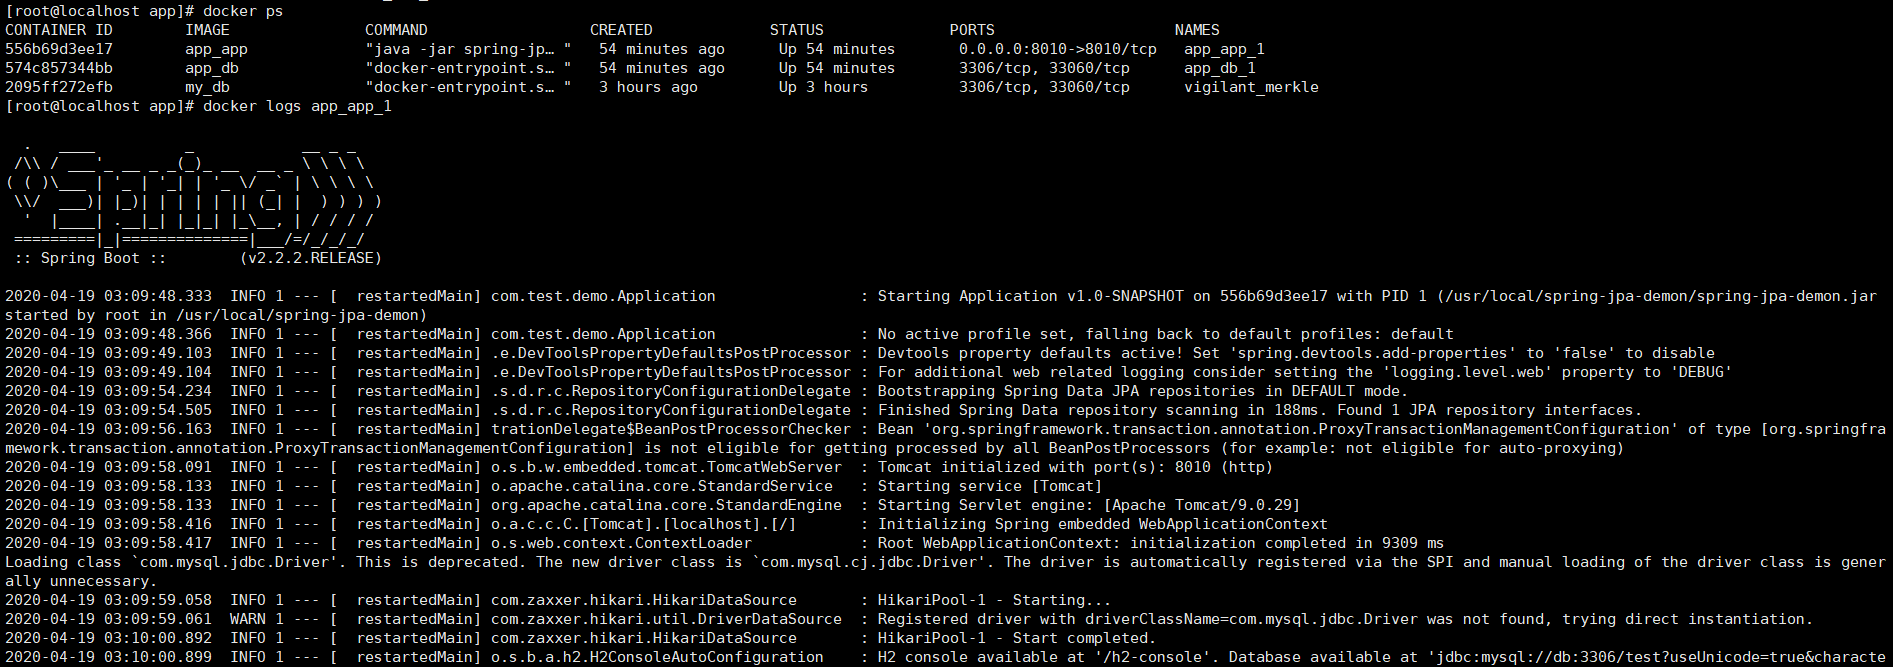 [root@localhost app]# docker ps
CONTAINER ID        IMAGE               COMMAND                  CREATED             STATUS              PORTS                    NAMES
556b69d3ee17        app_app             "java -jar spring-jp… "   54 minutes ago      Up 54 minutes       0.0.0.0:8010->8010/tcp   app_app_1
574c857344bb        app_db              "docker-entrypoint.s… "   54 minutes ago      Up 54 minutes       3306/tcp, 33060/tcp      app_db_1
2095ff272efb        my_db               "docker-entrypoint.s… "   3 hours ago         Up 3 hours          3306/tcp, 33060/tcp      vigilant_merkle
[root@localhost app]# docker logs app_app_1
  .   ____          _            __ _ _
 /\\ / ___'_ __ _ _(_)_ __  __ _ \ \ \ \
( ( )\___ | '_ | '_| | '_ \/ _` | \ \ \ \
 \\/  ___)| |_)| | | | | || (_| |  ) ) ) )
  '  |____| .__|_| |_|_| |_\__, | / / / /
 =========|_|==============|___/=/_/_/_/
 :: Spring Boot ::        (v2.2.2.RELEASE)
2020-04-19 03:09:48.333  INFO 1 --- [  restartedMain] com.test.demo.Application                : Starting Application v1.0-SNAPSHOT on 556b69d3ee17 with PID 1 (/usr/local/spring-jpa-demon/spring-jpa-demon.jar
started by root in /usr/local/spring-jpa-demon)
2020-04-19 03:09:48.366  INFO 1 --- [  restartedMain] com.test.demo.Application                : No active profile set, falling back to default profiles: default
2020-04-19 03:09:49.103  INFO 1 --- [  restartedMain] .e.DevToolsPropertyDefaultsPostProcessor : Devtools property defaults active! Set 'spring.devtools.add-properties' to 'false' to disable
2020-04-19 03:09:49.104  INFO 1 --- [  restartedMain] .e.DevToolsPropertyDefaultsPostProcessor : For additional web related logging consider setting the 'logging.level.web' property to 'DEBUG'
2020-04-19 03:09:54.234  INFO 1 --- [  restartedMain] .s.d.r.c.RepositoryConfigurationDelegate : Bootstrapping Spring Data JPA repositories in DEFAULT mode.
2020-04-19 03:09:54.505  INFO 1 --- [  restartedMain] .s.d.r.c.RepositoryConfigurationDelegate : Finished Spring Data repository scanning in 188ms. Found 1 JPA repository interfaces.
2020-04-19 03:09:56.163  INFO 1 --- [  restartedMain] trationDelegate$BeanPostProcessorChecker : Bean 'org.springframework.transaction.annotation.ProxyTransactionManagementConfiguration' of type [org.springfra
mework.transaction.annotation.ProxyTransactionManagementConfiguration] is not eligible for getting processed by all BeanPostProcessors (for example: not eligible for auto-proxying)
2020-04-19 03:09:58.091  INFO 1 --- [  restartedMain] o.s.b.w.embedded.tomcat.TomcatWebServer  : Tomcat initialized with port(s): 8010 (http)
2020-04-19 03:09:58.133  INFO 1 --- [  restartedMain] o.apache.catalina.core.StandardService   : Starting service [Tomcat]
2020-04-19 03:09:58.133  INFO 1 --- [  restartedMain] org.apache.catalina.core.StandardEngine  : Starting Servlet engine: [Apache Tomcat/9.0.29]
2020-04-19 03:09:58.416  INFO 1 --- [  restartedMain] o.a.c.c.C.[Tomcat].[localhost].[/]       : Initializing Spring embedded WebApplicationContext
2020-04-19 03:09:58.417  INFO 1 --- [  restartedMain] o.s.web.context.ContextLoader            : Root WebApplicationContext: initialization completed in 9309 ms
Loading class `com.mysql.jdbc.Driver'. This is deprecated. The new driver class is `com.mysql.cj.jdbc.Driver'. The driver is automatically registered via the SPI and manual loading of the driver class is gener
ally unnecessary.
2020-04-19 03:09:59.058  INFO 1 --- [  restartedMain] com.zaxxer.hikari.HikariDataSource       : HikariPool-1 - Starting...
2020-04-19 03:09:59.061  WARN 1 --- [  restartedMain] com.zaxxer.hikari.util.DriverDataSource  : Registered driver with driverClassName=com.mysql.jdbc.Driver was not found, trying direct instantiation.
2020-04-19 03:10:00.892  INFO 1 --- [  restartedMain] com.zaxxer.hikari.HikariDataSource       : HikariPool-1 - Start completed.
2020-04-19 03:10:00.899  INFO 1 --- [  restartedMain] o.s.b.a.h2.H2ConsoleAutoConfiguration    : H2 console available at '/h2-console'. Database available at 'jdbc:mysql://db:3306/test?useUnicode=true&characte